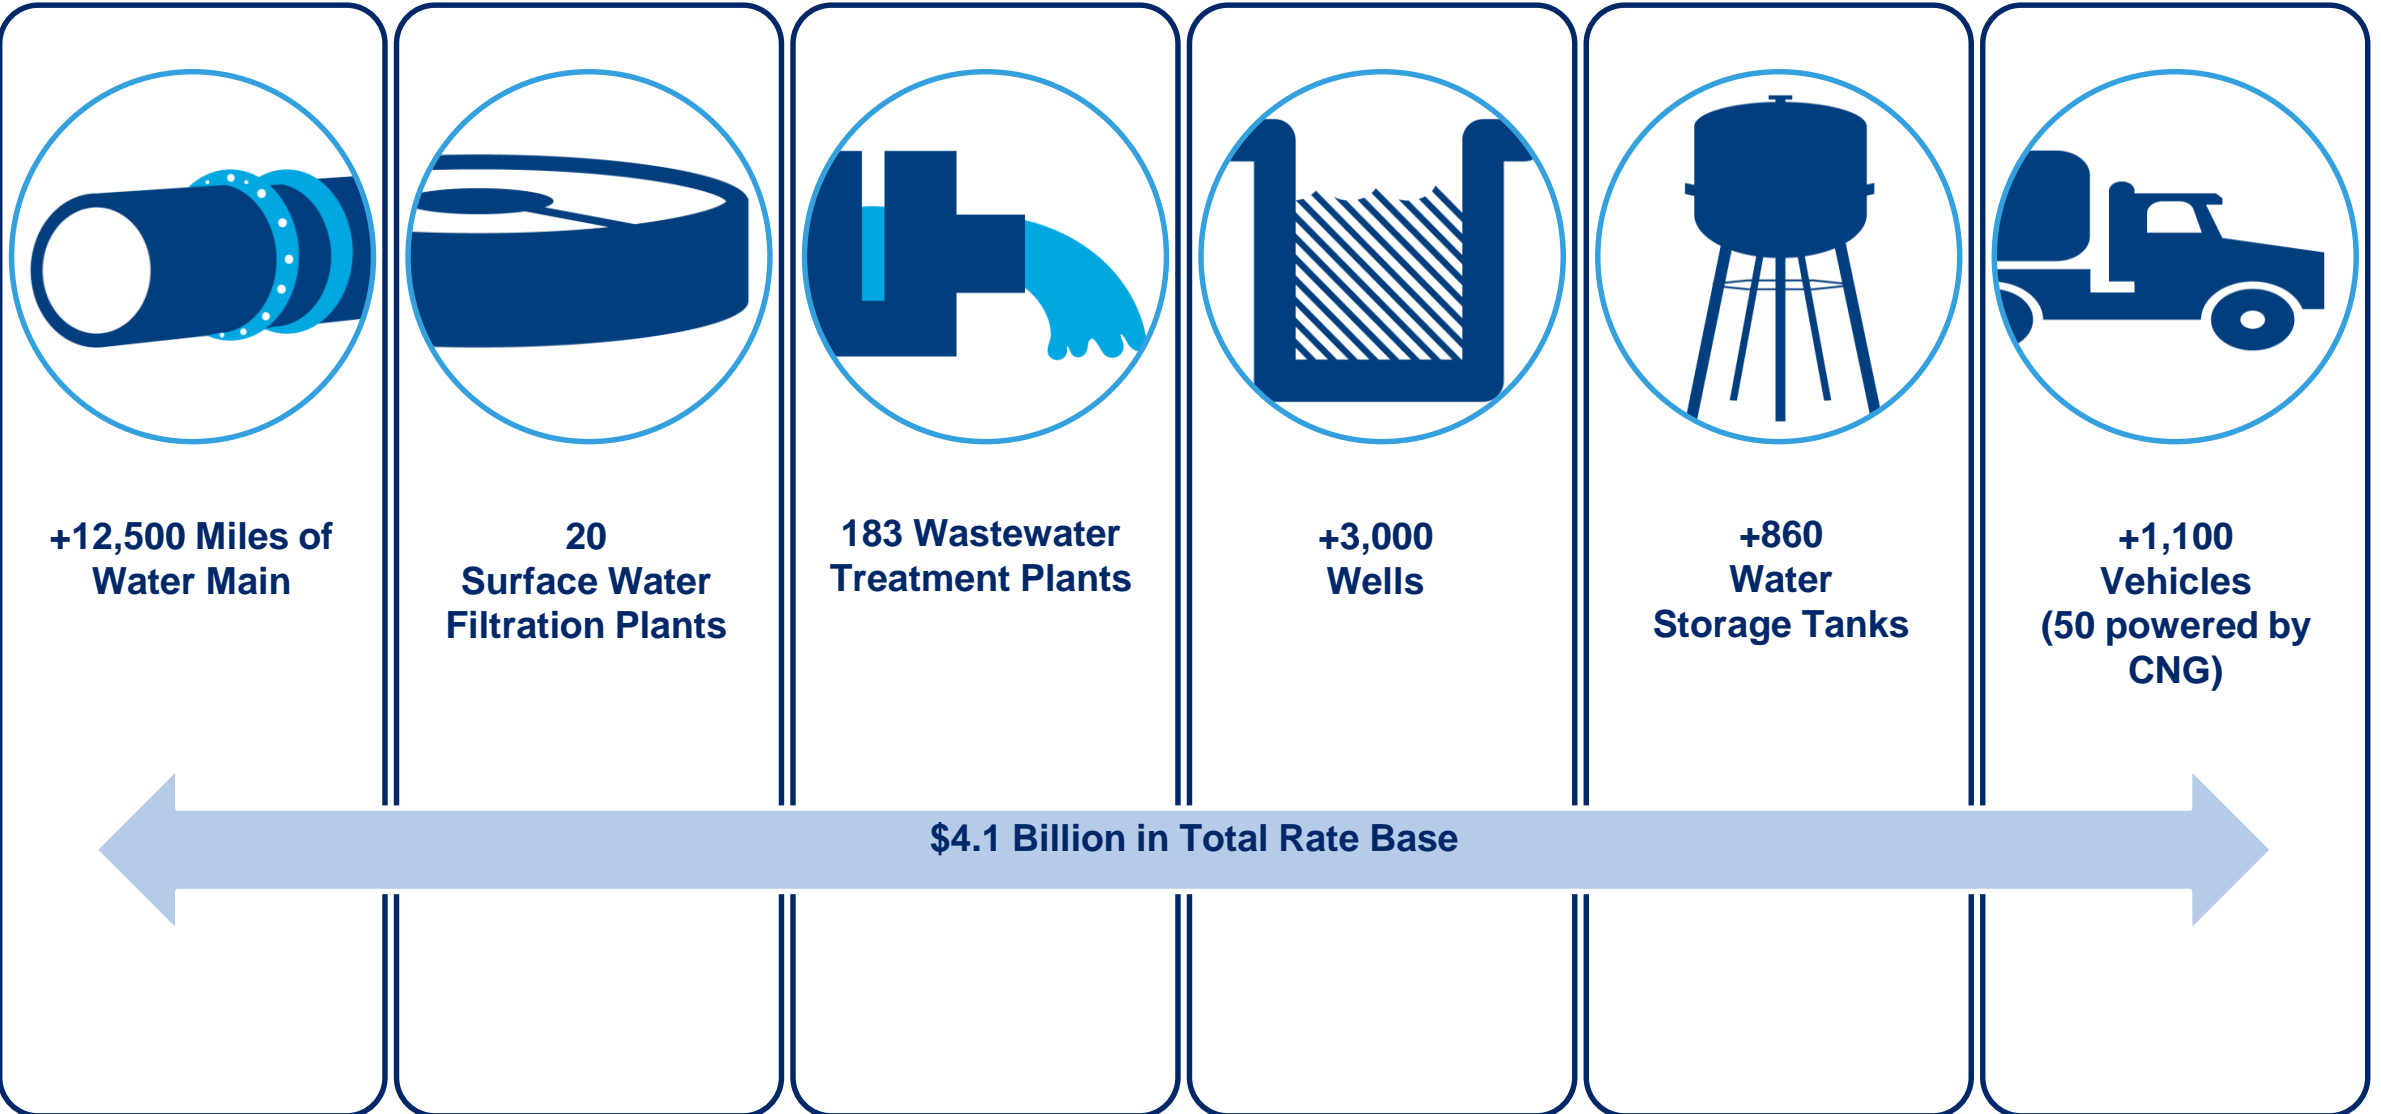 +12,500 Miles of
Water Main
20
Surface Water
Filtration Plants
183 Wastewater
Treatment Plants
+3,000
Wells
+860
Water
Storage Tanks
+1,100
Vehicles
(50 powered by
CNG)
$4.1 Billion in Total Rate Base